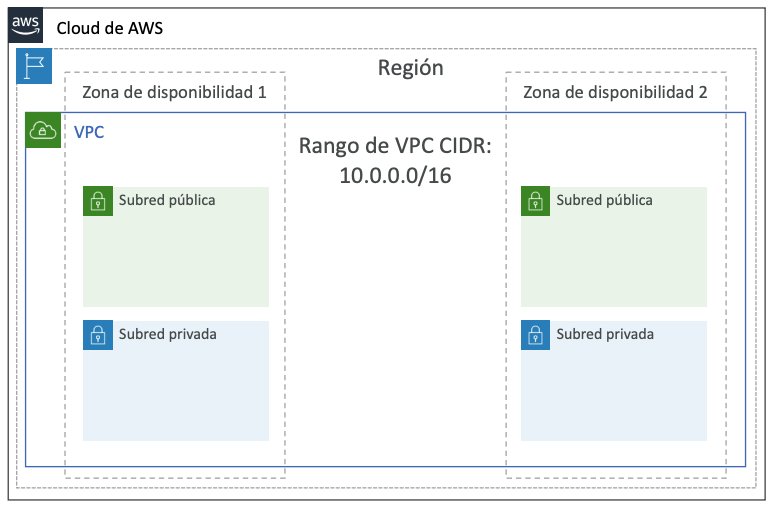 aws
Cloud de AWS
Región
Zona de disponibilidad 1
Zona de disponibilidad 2
VPC
Rango de VPC CIDR:
10.0.0.0/16
Subred pública
Subred pública
Subred privada
Subred privada